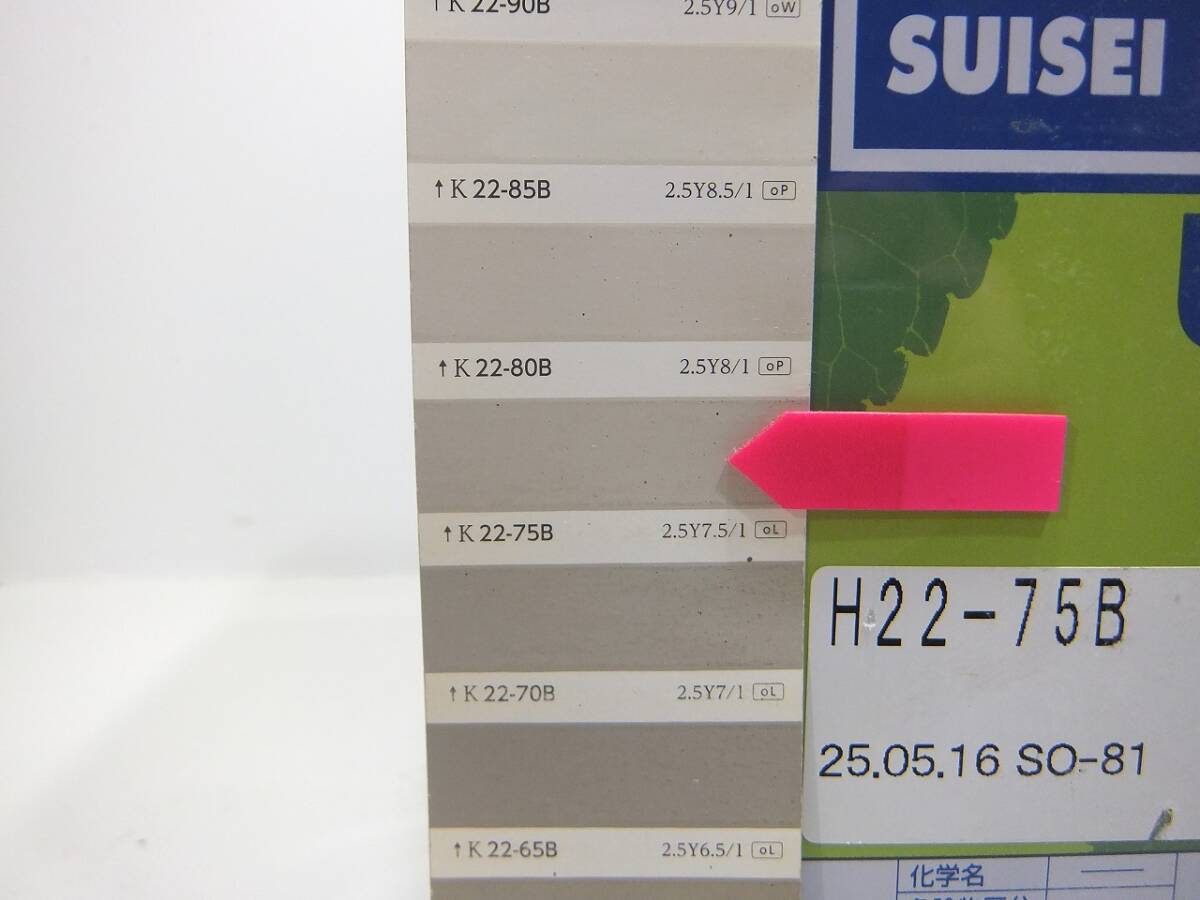 ↑K 22-90B 2.5Y9/1 oW
↑K 22-85B 2.5Y8.5/1 oP
↑K 22-80B 2.5Y8/1 oP
↑K 22-75B 2.5Y7.5/1 oL
↑K 22-70B 2.5Y7/1 oL
↑K 22-65B 2.5Y6.5/1 oL
SUISEI
H22-75B
25.05.16 SO-81
化学名